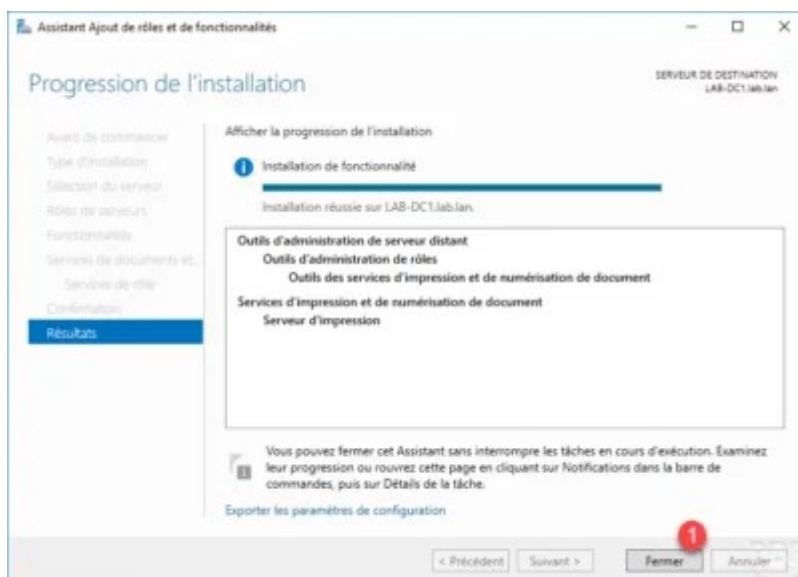 Assistant Ajout de rôles et de fonctionnalités
Progression de l'installation
SERVEUR DE DESTINATION
LAB-DC1.lab.lan
Avant de commencer
Type d'installation
Sélection du serveur
Rôles de serveurs
Fonctionnalités
Services de documents et...
Services de rôle
Confirmation
Résultats
Afficher la progression de l'installation
Installation de fonctionnalité
Installation réussie sur LAB-DC1.lab.lan.
Outils d'administration de serveur distant
Outils d'administration de rôles
Outils des services d'impression et de numérisation de document
Services d'impression et de numérisation de document
Serveur d'impression
Vous pouvez fermer cet Assistant sans interrompre les tâches en cours d'exécution. Examinez
leur progression ou rouvrez cette page en cliquant sur Notifications dans la barre de
commandes, puis sur Détails de la tâche.
Exporter les paramètres de configuration
1
< Précédent
Suivant >
Fermer
Annuler